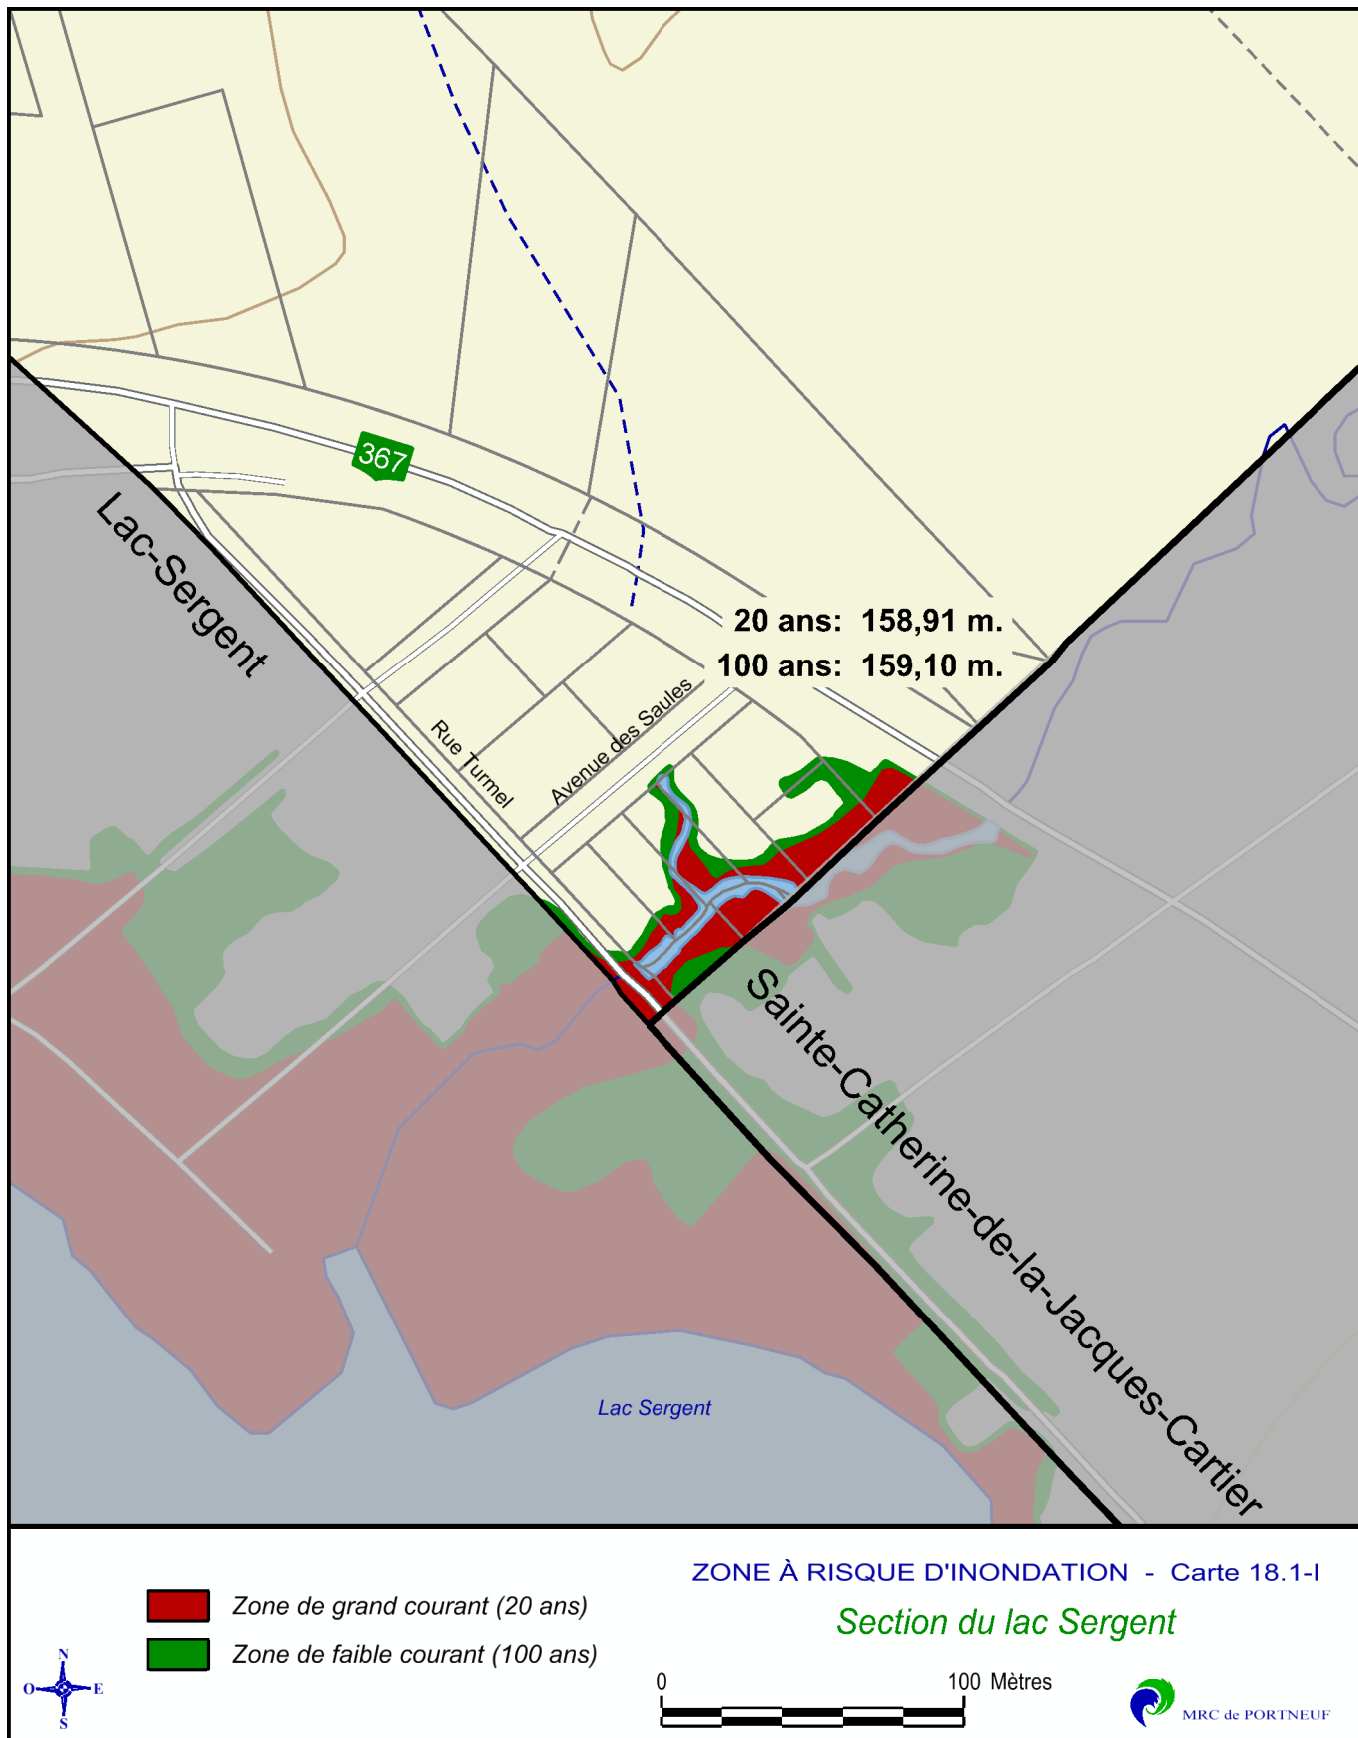 367
Lac-Sergent
20 ans: 158,91 m.
100 ans: 159,10 m.
Rue Turmel
Avenue des Saules
Sainte-Catherine-de-la-Jacques-Cartier
Lac Sergent
ZONE À RISQUE D'INONDATION - Carte 18.1-I
Section du lac Sergent
Zone de grand courant (20 ans)
Zone de faible courant (100 ans)
N
O E
S
0 100 Mètres
MRC de PORTNEUF